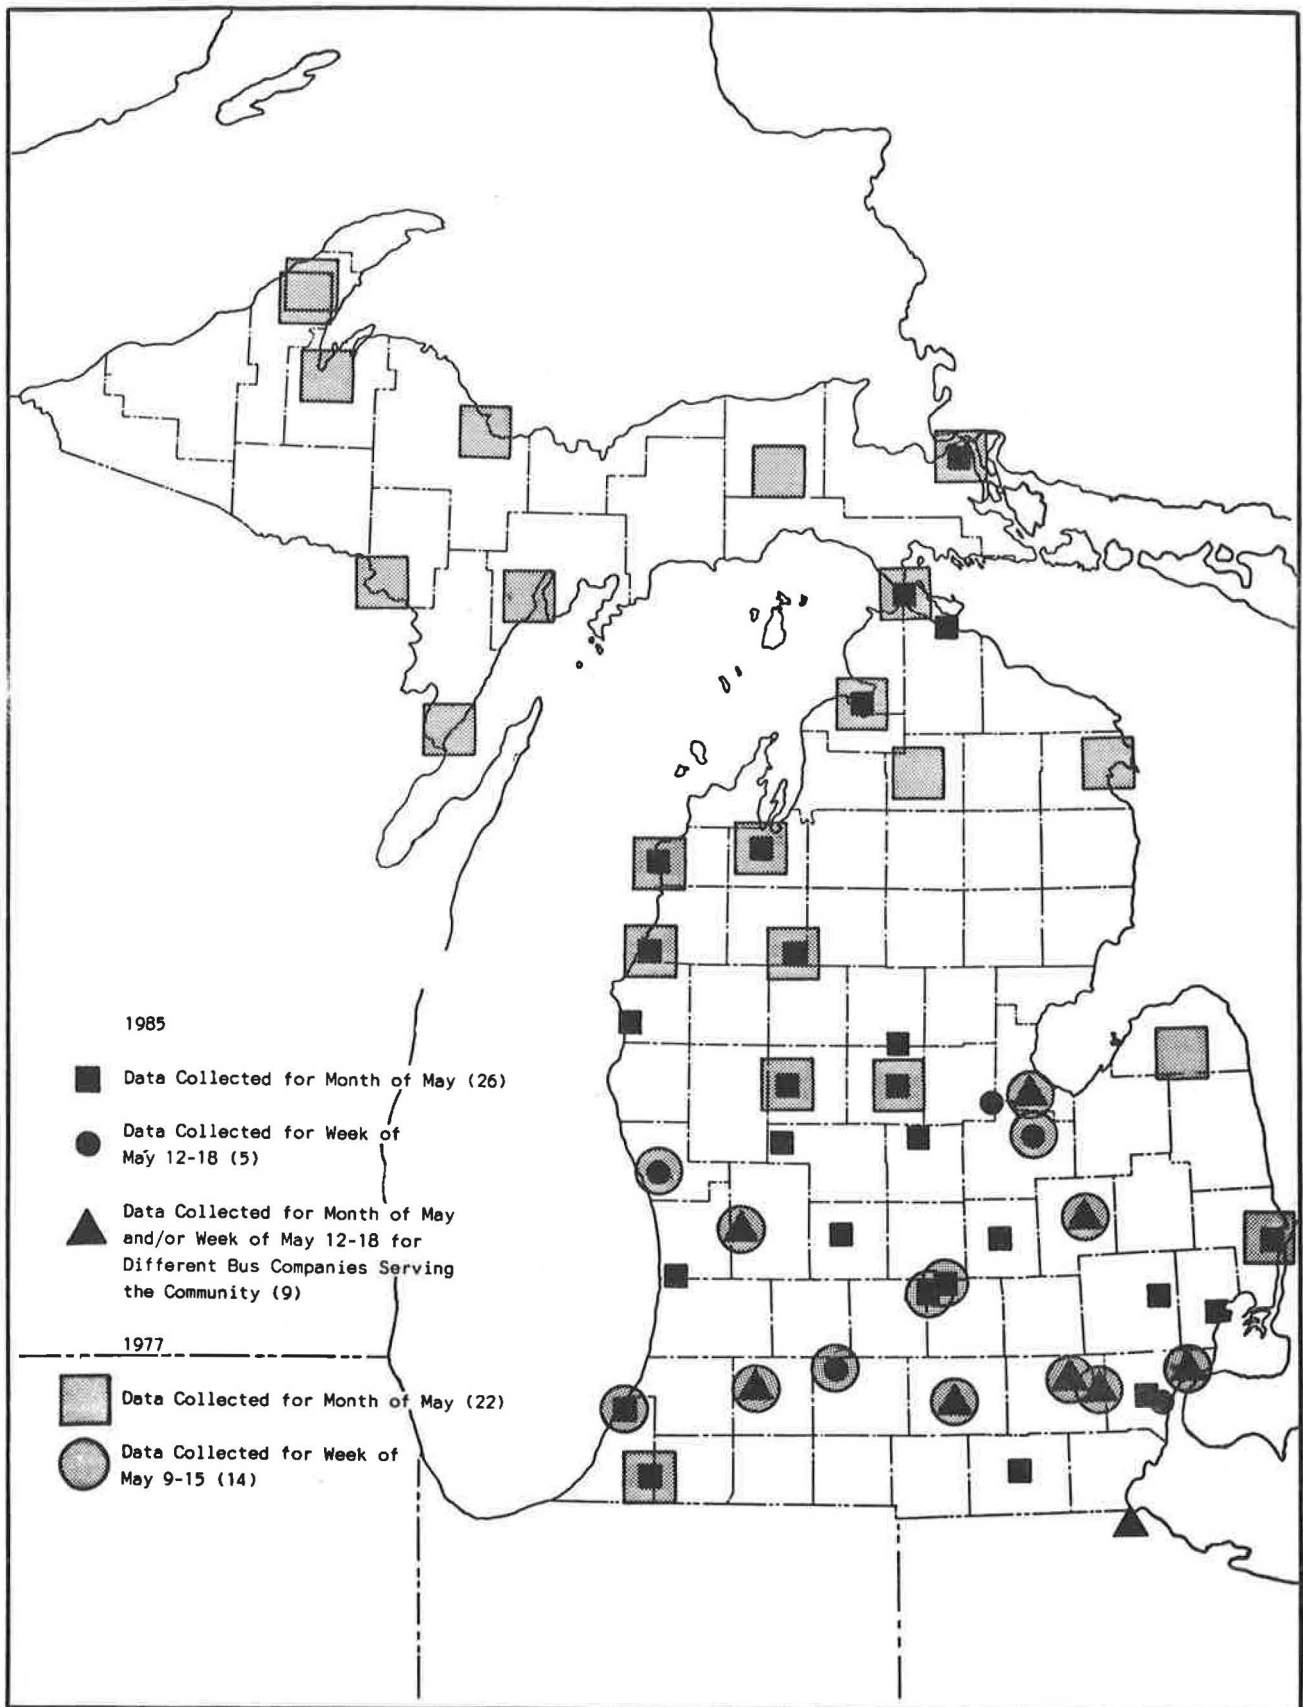 1985
Data Collected for Month of May (26)
Data Collected for Week of
May 12-18 (5)
Data Collected for Month of May
and/or Week of May 12-18 for
Different Bus Companies Serving
the Community (9)
1977
Data Collected for Month of May (22)
Data Collected for Week of
May 9-15 (14)